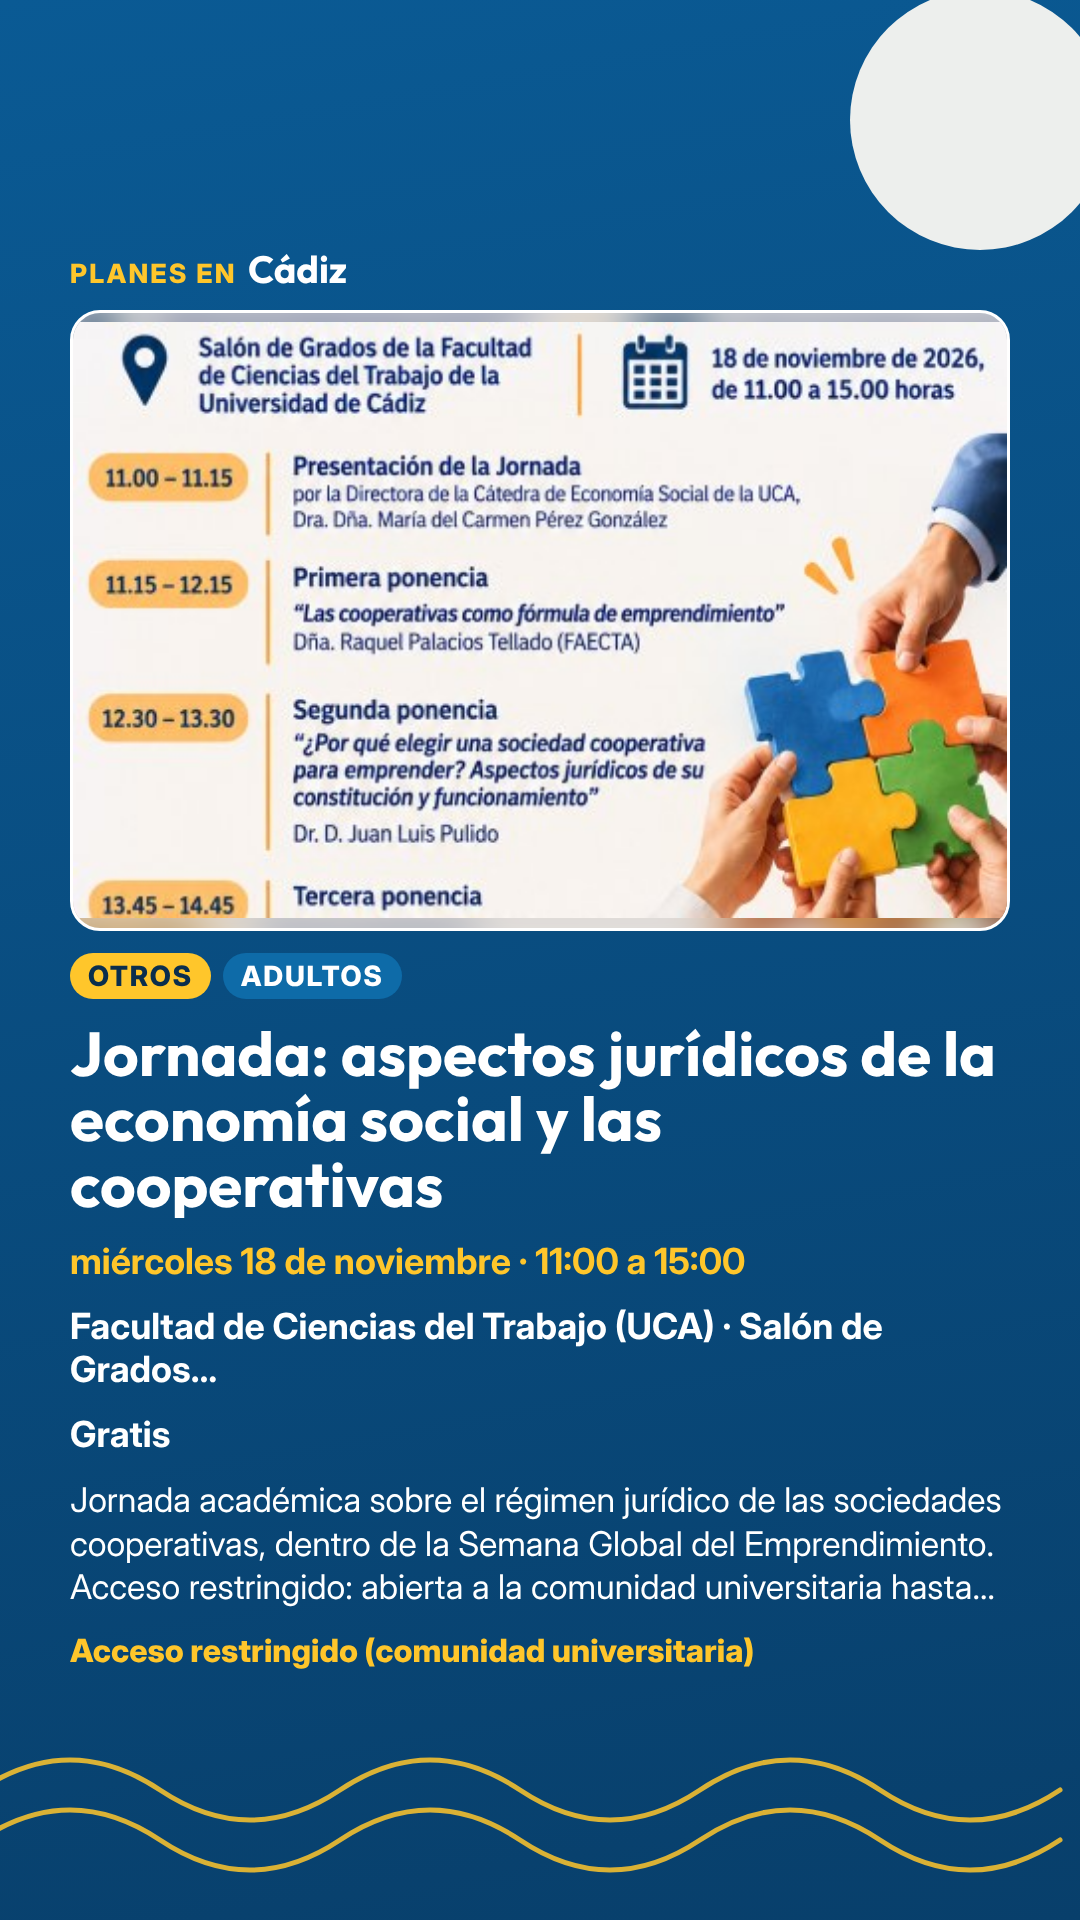 PLANES EN Cádiz
Salón de Grados de la Facultad
de Ciencias del Trabajo de la
Universidad de Cádiz
18 de noviembre de 2026,
de 11.00 a 15.00 horas
11.00 – 11.15
Presentación de la Jornada
por la Directora de la Cátedra de Economía Social de la UCA,
Dra. Dña. María del Carmen Pérez González
11.15 – 12.15
Primera ponencia
“Las cooperativas como fórmula de emprendimiento”
Dña. Raquel Palacios Tellado (FAECTA)
12.30 – 13.30
Segunda ponencia
“¿Por qué elegir una sociedad cooperativa
para emprender? Aspectos jurídicos de su
constitución y funcionamiento”
Dr. D. Juan Luis Pulido
13.45 – 14.45
Tercera ponencia
OTROS ADULTOS
Jornada: aspectos jurídicos de la
economía social y las
cooperativas
miércoles 18 de noviembre · 11:00 a 15:00
Facultad de Ciencias del Trabajo (UCA) · Salón de
Grados...
Gratis
Jornada académica sobre el régimen jurídico de las sociedades
cooperativas, dentro de la Semana Global del Emprendimiento.
Acceso restringido: abierta a la comunidad universitaria hasta...
Acceso restringido (comunidad universitaria)